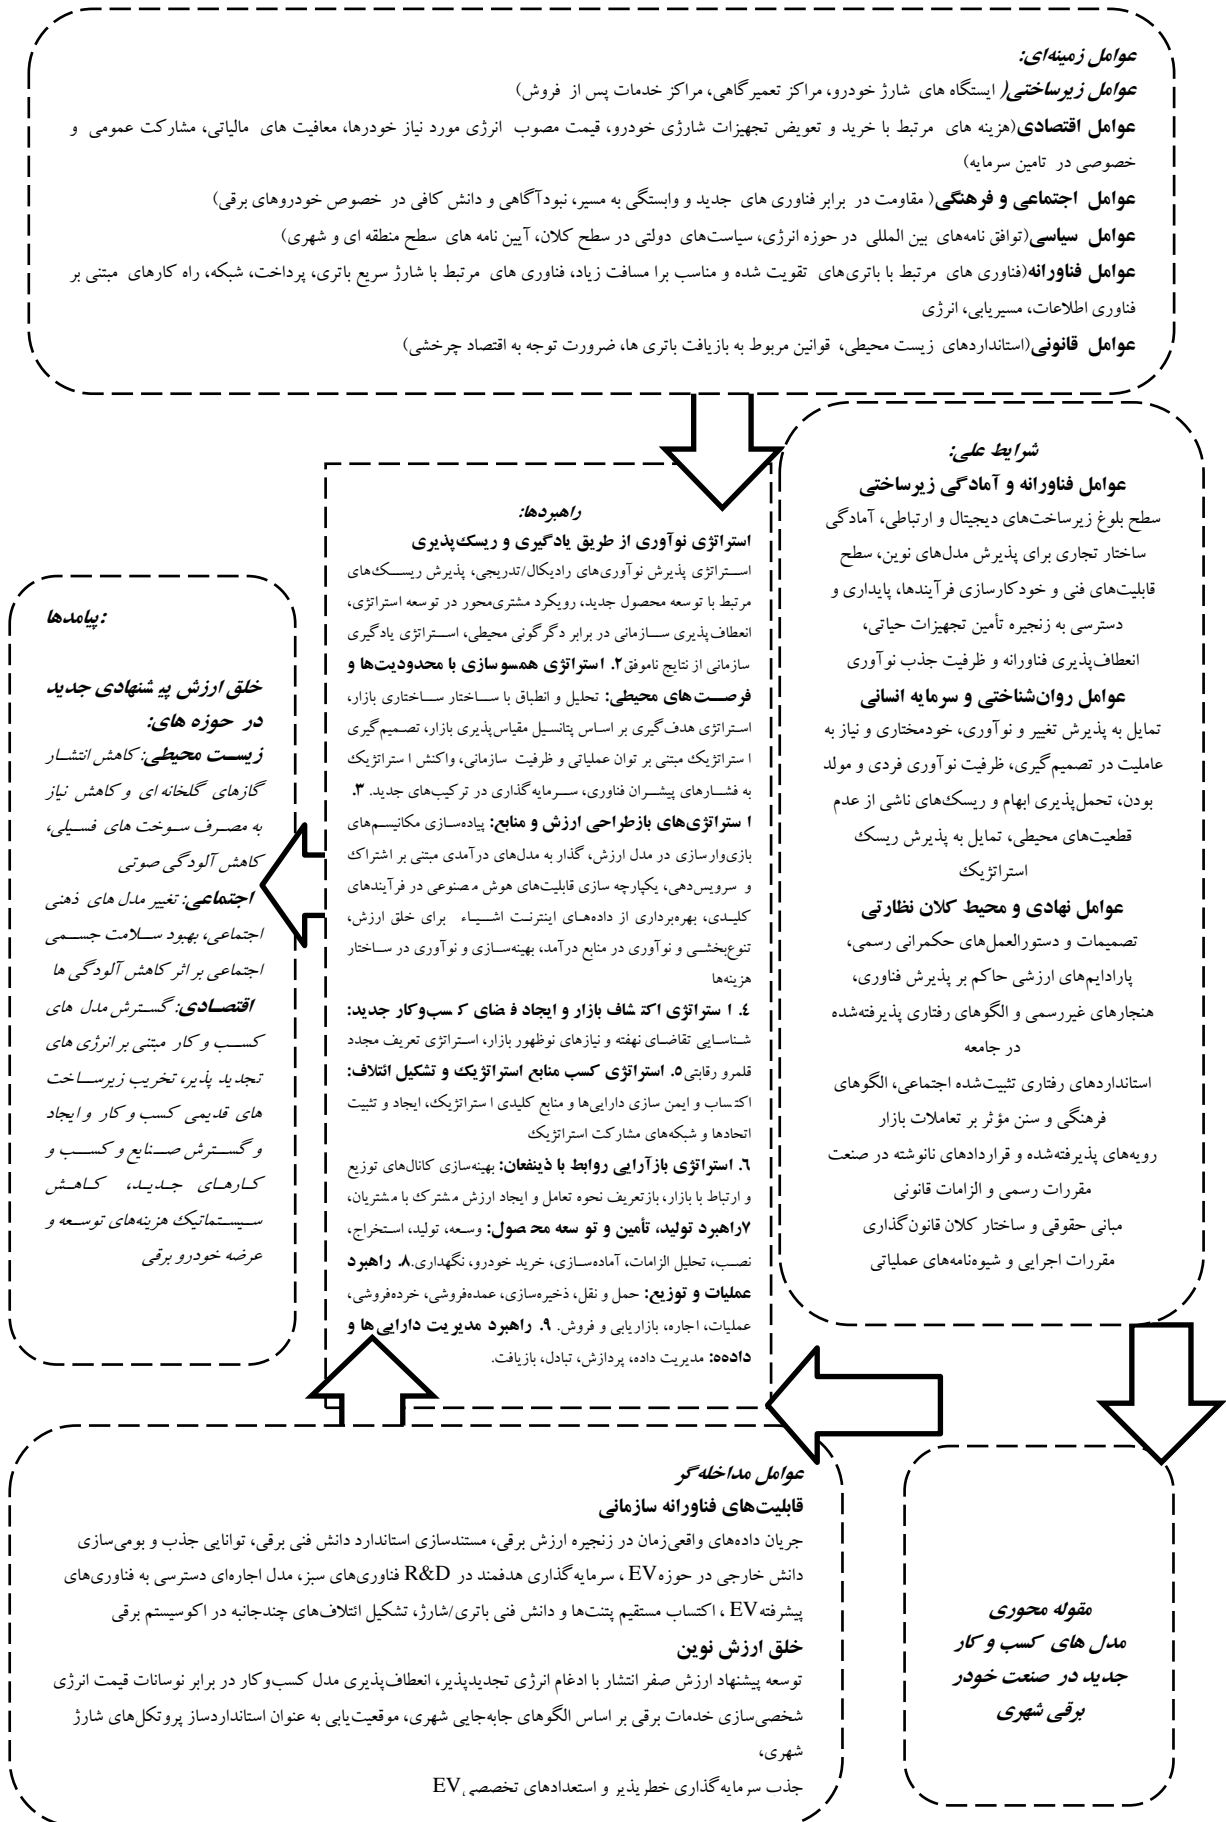 عوامل زمینه‌ای:
عوامل زیرساختی( ایستگاه های شارژ خودرو، مراکز تعمیرگاهی، مراکز خدمات پس از فروش)
عوامل اقتصادی(هزینه های مرتبط با خرید و تعویض تجهیزات شارژی خودرو، قیمت مصوب انرژی مورد نیاز خودرها، معافیت های مالیاتی، مشارکت عمومی و
خصوصی در تامین سرمایه)
عوامل اجتماعی و فرهنگی( مقاومت در برابر فناوری های جدید و وابستگی به مسیر، نبودآگاهی و دانش کافی در خصوص خودروهای برقی)
عوامل سیاسی(توافق نامه‌های بین المللی در حوزه انرژی، سیاست‌های دولتی در سطح کلان، آیین نامه های سطح منطقه ای و شهری)
عوامل فناورانه(فناوری های مرتبط با باتری‌های تقویت شده و مناسب برا مسافت زیاد، فناوری های مرتبط با شارژ سریع باتری، پرداخت، شبکه، راه کارهای مبتنی بر
فناوری اطلاعات، مسیریابی، انرژی
عوامل قانونی(استانداردهای زیست محیطی، قوانین مربوط به بازیافت باتری ها، ضرورت توجه به اقتصاد چرخشی)
شرایط علی:
عوامل فناورانه و آمادگی زیرساختی
سطح بلوغ زیرساخت‌های دیجیتال و ارتباطی، آمادگی
ساختار تجاری برای پذیرش مدل‌های نوین، سطح
قابلیت‌های فنی و خودکارسازی فرآیندها، پایداری و
دسترسی به زنجیره تأمین تجهیزات حیاتی،
انعطاف‌پذیری فناورانه و ظرفیت جذب نوآوری
عوامل روان‌شناختی و سرمایه انسانی
تمایل به پذیرش تغییر و نوآوری، خودمختاری و نیاز به
عاملیت در تصمیم‌گیری، ظرفیت نوآوری فردی و مولد
بودن، تحمل‌پذیری ابهام و ریسک‌های ناشی از عدم
قطعیت‌های محیطی، تمایل به پذیرش ریسک
استراتژیک
عوامل نهادی و محیط کلان نظارتی
تصمیمات و دستورالعمل‌های حکمرانی رسمی،
پارادایم‌های ارزشی حاکم بر پذیرش فناوری،
هنجارهای غیررسمی و الگوهای رفتاری پذیرفته‌شده
در جامعه
استانداردهای رفتاری تثبیت‌شده اجتماعی، الگوهای
فرهنگی و سنن مؤثر بر تعاملات بازار
رویه‌های پذیرفته‌شده و قراردادهای نانوشته در صنعت
مقررات رسمی و الزامات قانونی
مبانی حقوقی و ساختار کلان قانون‌گذاری
مقررات اجرایی و شیوه‌نامه‌های عملیاتی
راهبردها:
استراتژی نوآوری از طریق یادگیری و ریسک‌پذیری
استراتژی پذیرش نوآوری‌های رادیکال/تدریجی، پذیرش ریسک‌های
مرتبط با توسعه محصول جدید، رویکرد مشتری‌محور در توسعه استراتژی،
انعطاف‌پذیری سازمانی در برابر دگرگونی محیطی، استراتژی یادگیری
سازمانی از نتایج ناموفق۲. استراتژی همسوسازی با محدودیت‌ها و
فرصت‌های محیطی: تحلیل و انطباق با ساختار ساختاری بازار،
استراتژی هدف‌گیری بر اساس پتانسیل مقیاس‌پذیری بازار، تصمیم‌گیری
استراتژیک مبتنی بر توان عملیاتی و ظرفیت سازمانی، واکنش استراتژیک
به فشارهای پیشران فناوری، سرمایه‌گذاری در ترکیب‌های جدید. ۳.
استراتژی‌های بازطراحی ارزش و منابع: پیاده‌سازی مکانیسم‌های
بازی‌وارسازی در مدل ارزش، گذار به مدل‌های درآمدی مبتنی بر اشتراک
و سرویس‌دهی، یکپارچه سازی قابلیت‌های هوش مصنوعی در فرآیندهای
کلیدی، بهره‌برداری از داده‌های اینترنت اشیاء برای خلق ارزش،
تنوع‌بخشی و نوآوری در منابع درآمد، بهینه‌سازی و نوآوری در ساختار
هزینه‌ها
٤. استراتژی اکتشاف بازار و ایجاد فضای کسب‌وکار جدید:
شناسایی تقاضای نهفته و نیازهای نوظهور بازار، استراتژی تعریف مجدد
قلمرو رقابتی٥. استراتژی کسب منابع استراتژیک و تشکیل ائتلاف:
اکتساب و ایمن سازی دارایی‌ها و منابع کلیدی استراتژیک، ایجاد و تثبیت
اتحادها و شبکه‌های مشارکت استراتژیک
٦. استراتژی بازآرایی روابط با ذینفعان: بهینه‌سازی کانال‌های توزیع
و ارتباط با بازار، بازتعریف نحوه تعامل و ایجاد ارزش مشترک با مشتریان،
۷راهبرد تولید، تأمین و توسعه محصول: وسعه، تولید، استخراج،
نصب، تحلیل الزامات، آماده‌سازی، خرید خودرو، نگهداری.۸. راهبرد
عملیات و توزیع: حمل و نقل، ذخیره‌سازی، عمده‌فروشی، خرده‌فروشی،
عملیات، اجاره، بازاریابی و فروش. ۹. راهبرد مدیریت دارایی‌ها و
دادهه: مدیریت داده، پردازش، تبادل، بازیافت.
:پیامدها
خلق ارزش پیشنهادی جدید
در حوزه های:
زیست محیطی: کاهش انتشار
گازهای گلخانه ای و کاهش نیاز
به مصرف سوخت های فسیلی،
کاهش آلودگی صوتی
اجتماعی: تغییر مدل های ذهنی
اجتماعی، بهبود سلامت جسمی
اجتماعی بر اثر کاهش آلودگی ها
اقتصادی: گسترش مدل های
کسب و کار مبتنی بر انرژی های
تجدید پذیر، تخریب زیرساخت
های قدیمی کسب و کار و ایجاد
و گسترش صنایع و کسب و
کارهای جدید، کاهش
سیستماتیک هزینه‌های توسعه و
عرضه خودرو برقی
عوامل مداخله‌گر
قابلیت‌های فناورانه سازمانی
جریان داده‌های واقعی‌زمان در زنجیره ارزش برقی، مستندسازی استاندارد دانش فنی برقی، توانایی جذب و بومی‌سازی
دانش خارجی در حوزه EV ، سرمایه‌گذاری هدفمند در R&D فناوری‌های سبز، مدل اجاره‌ای دسترسی به فناوری‌های
پیشرفته EV ، اکتساب مستقیم پتنت‌ها و دانش فنی باتری/شارژ، تشکیل ائتلاف‌های چندجانبه در اکوسیستم برقی
خلق ارزش نوین
توسعه پیشنهاد ارزش صفر انتشار با ادغام انرژی تجدیدپذیر، انعطاف‌پذیری مدل کسب‌وکار در برابر نوسانات قیمت انرژی
شخصی‌سازی خدمات برقی بر اساس الگوهای جابه‌جایی شهری، موقعیت‌یابی به عنوان استانداردساز پروتکل‌های شارژ
شهری،
جذب سرمایه‌گذاری خطرپذیر و استعدادهای تخصصی EV
مقوله محوری
مدل های کسب و کار
جدید در صنعت خودر
برقی شهری